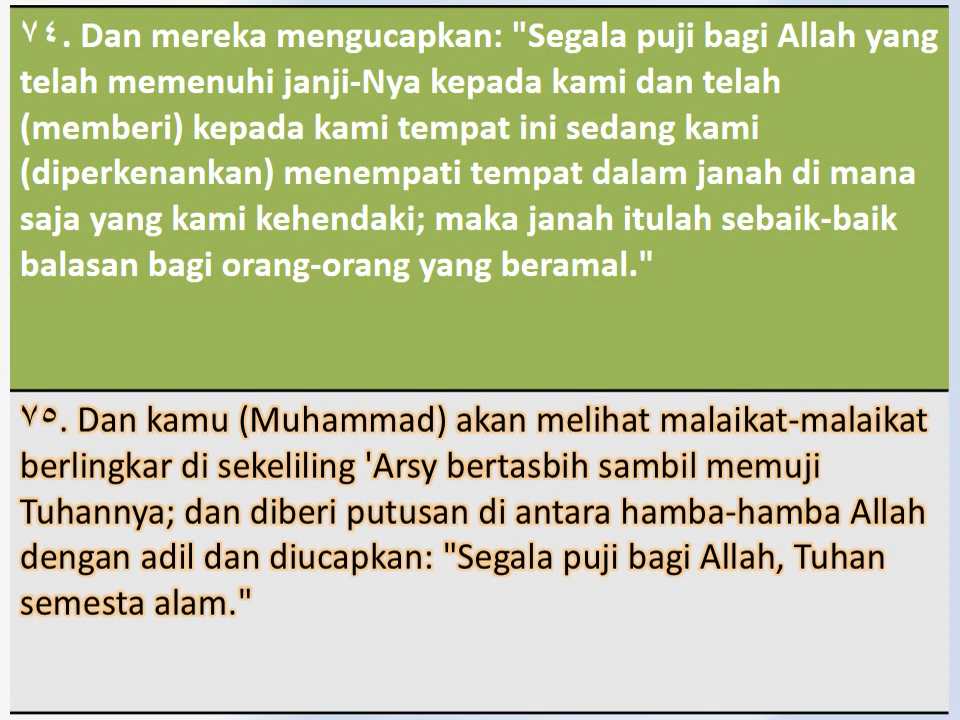 ٧٤. Dan mereka mengucapkan: "Segala puji bagi Allah yang
telah memenuhi janji-Nya kepada kami dan telah
(memberi) kepada kami tempat ini sedang kami
(diperkenankan) menempati tempat dalam janah di mana
saja yang kami kehendaki; maka janah itulah sebaik-baik
balasan bagi orang-orang yang beramal."
٧٥. Dan kamu (Muhammad) akan melihat malaikat-malaikat
berlingkar di sekeliling 'Arsy bertasbih sambil memuji
Tuhannya; dan diberi putusan di antara hamba-hamba Allah
dengan adil dan diucapkan: "Segala puji bagi Allah, Tuhan
semesta alam."